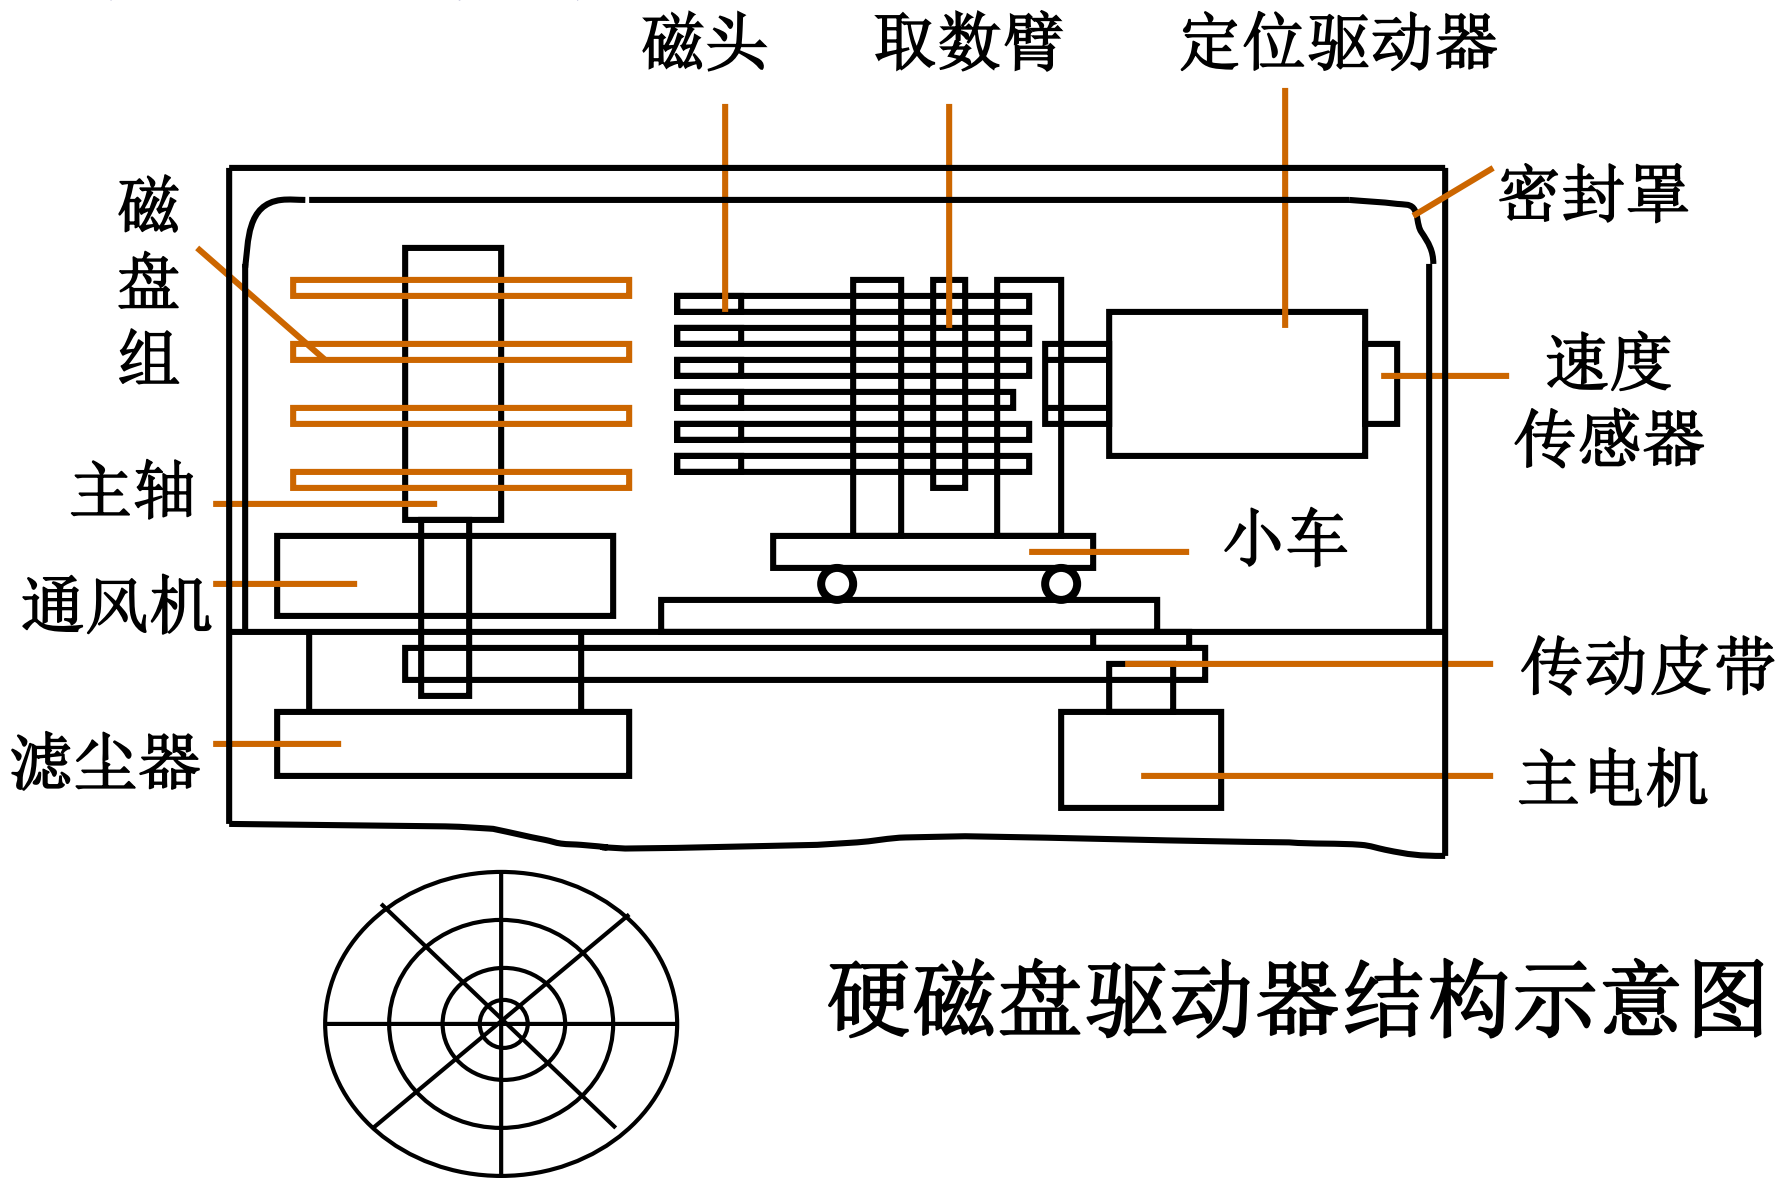 磁头
取数臂
定位驱动器
密封罩
磁
盘
组
速度
传感器
主轴
小车
通风机
传动皮带
滤尘器
主电机
硬磁盘驱动器结构示意图